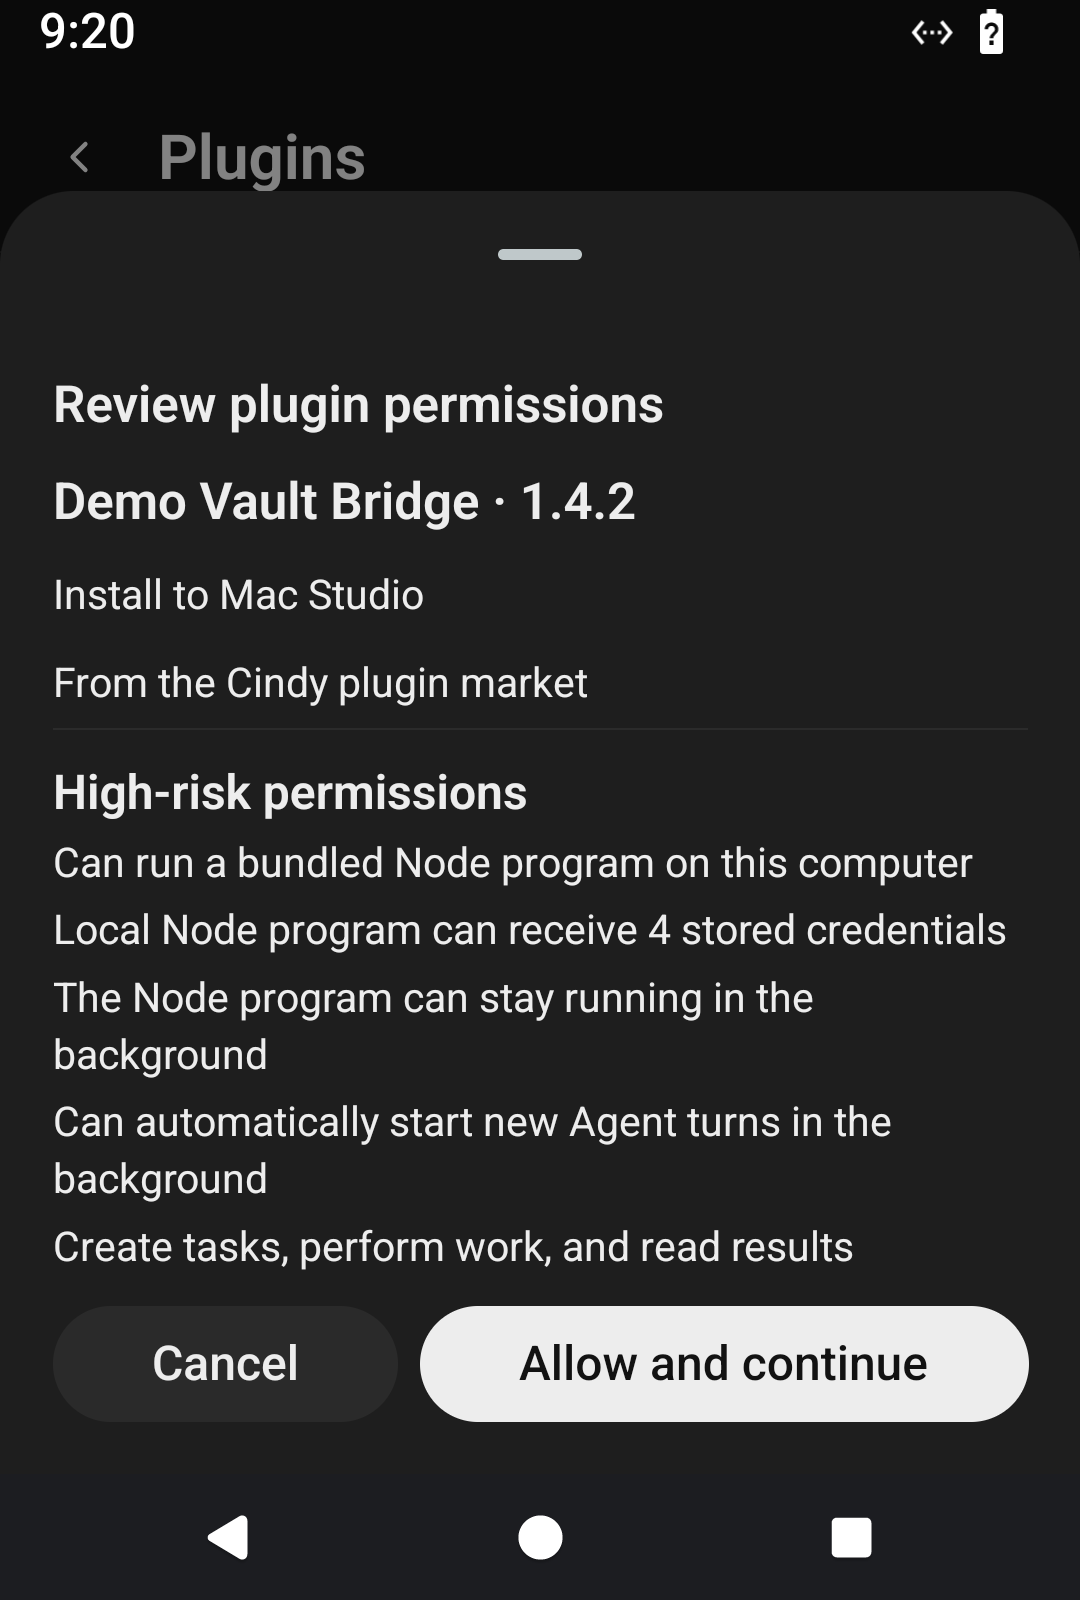 9:20
Plugins
Review plugin permissions
Demo Vault Bridge · 1.4.2
Install to Mac Studio
From the Cindy plugin market
High-risk permissions
Can run a bundled Node program on this computer
Local Node program can receive 4 stored credentials
The Node program can stay running in the
background
Can automatically start new Agent turns in the
background
Create tasks, perform work, and read results
Cancel
Allow and continue